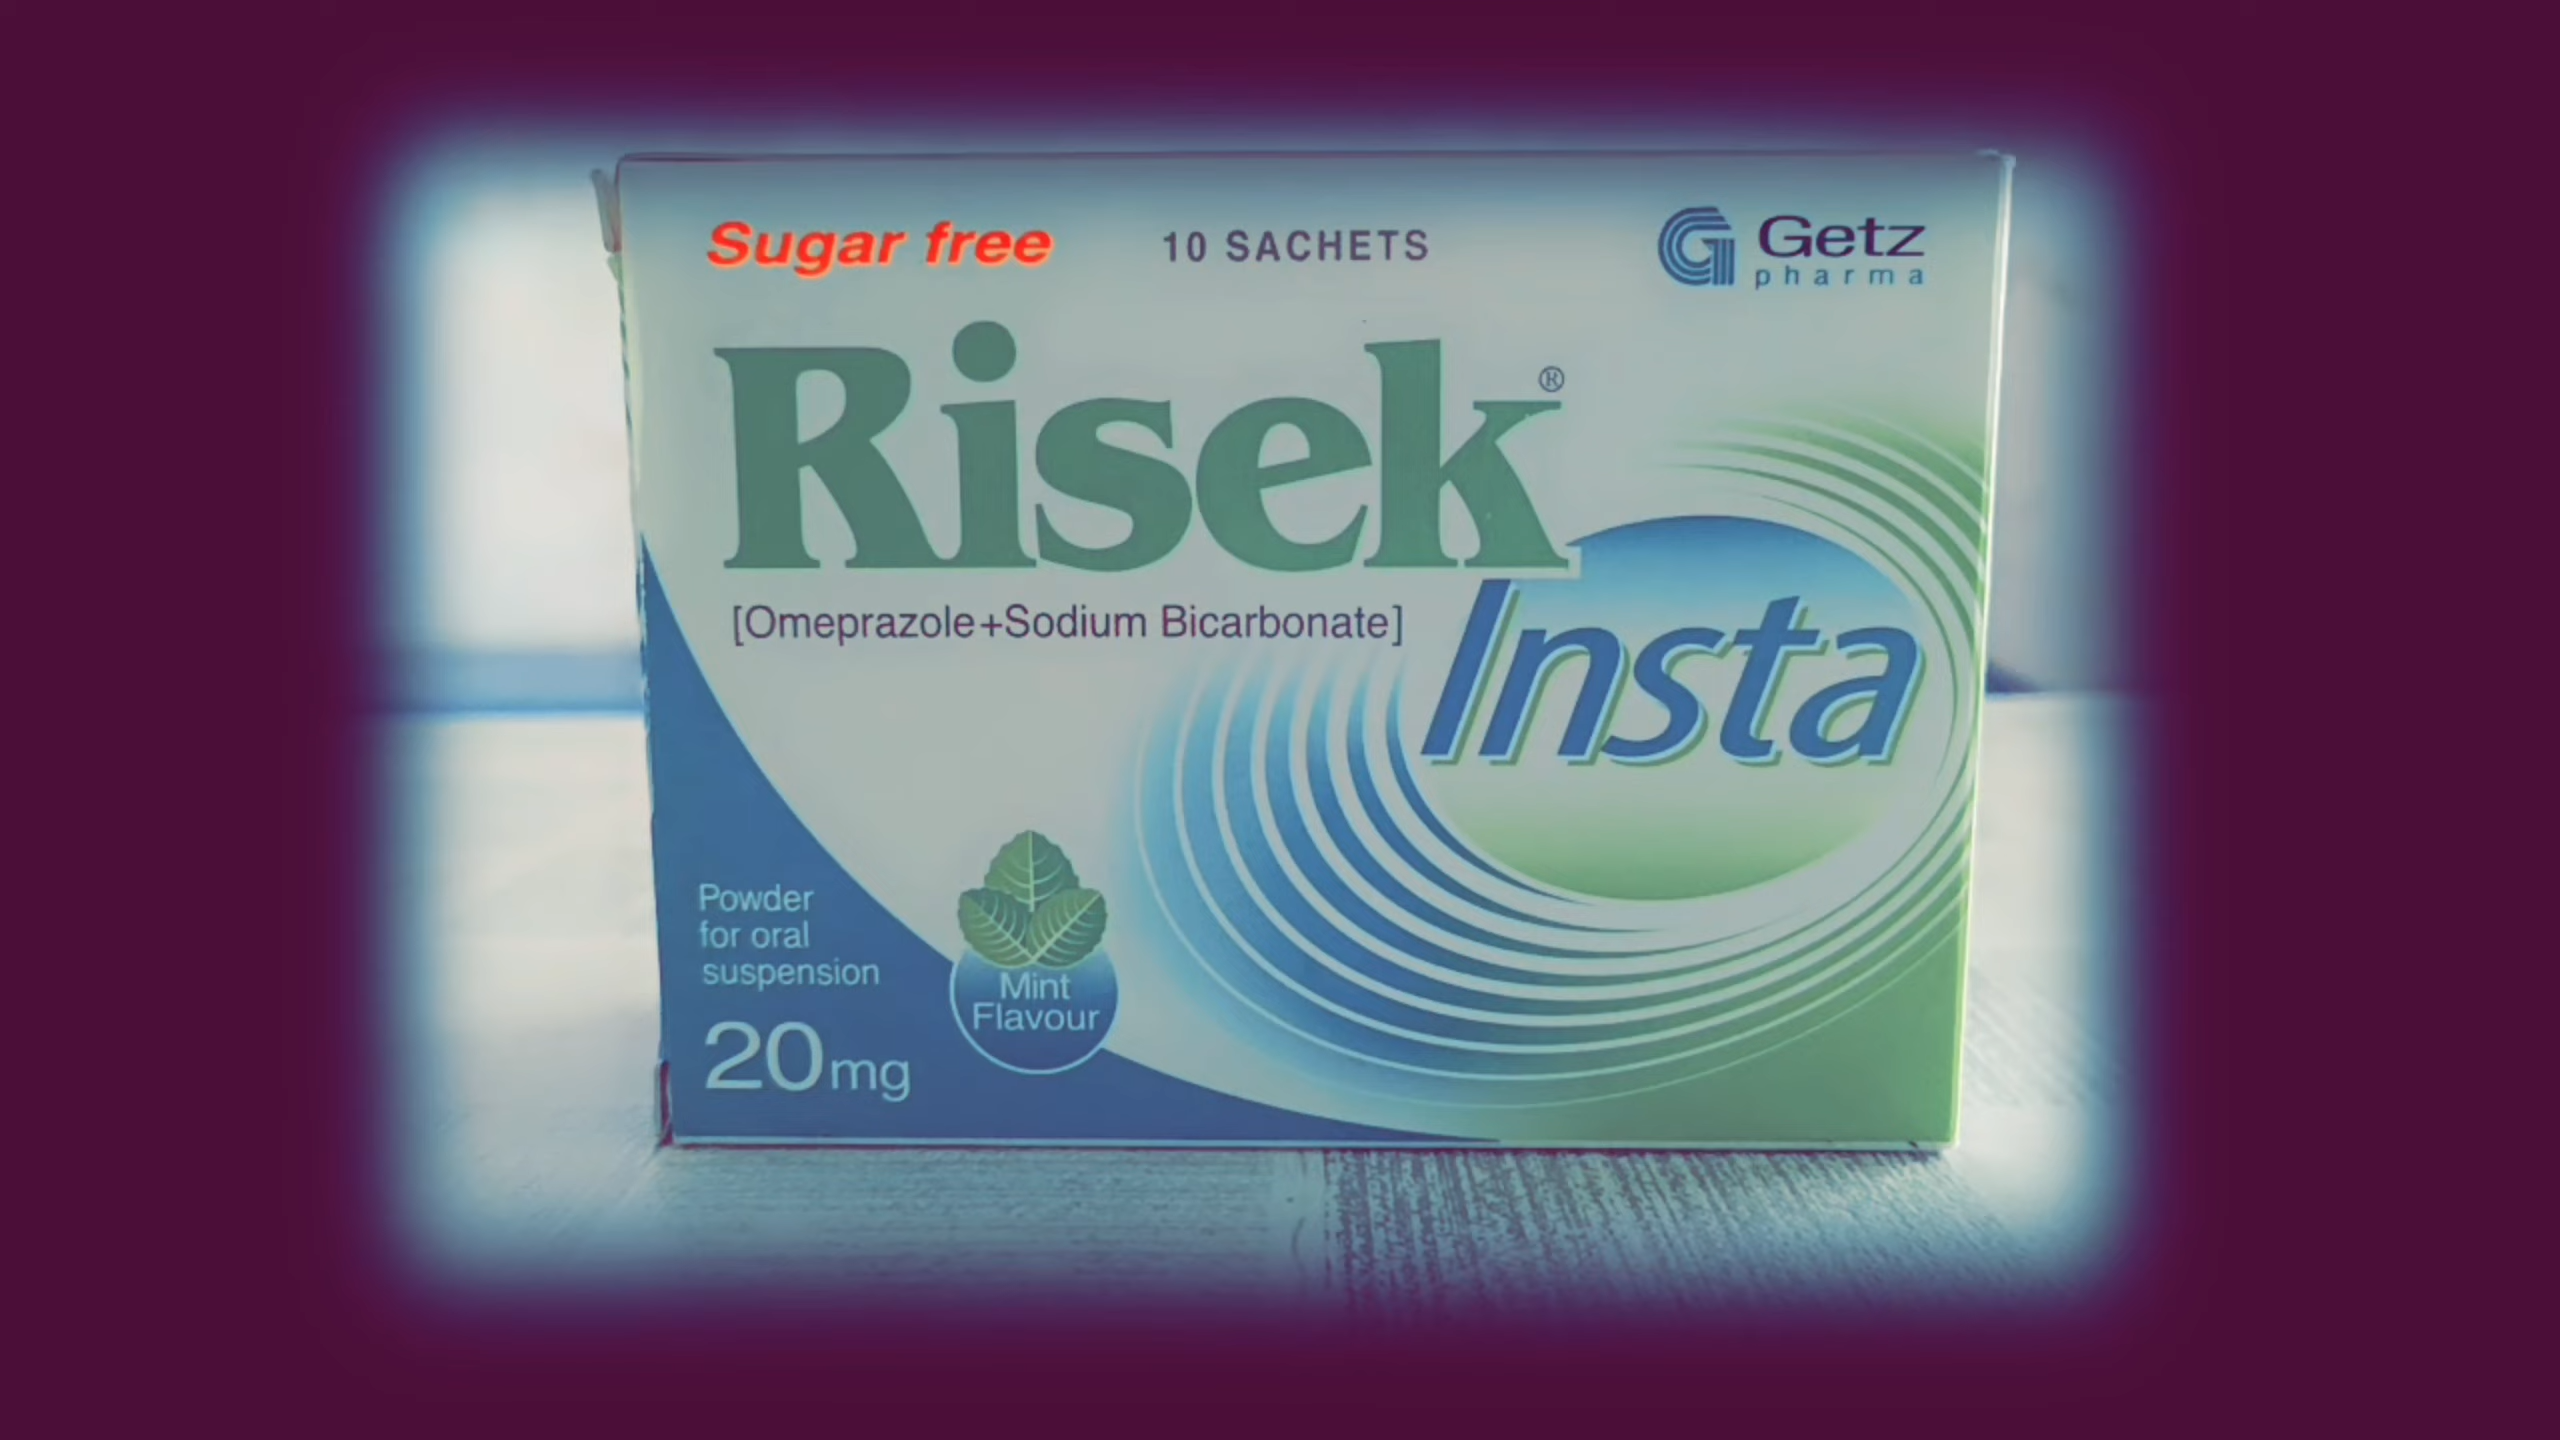 Sugar free
10 SACHETS
Getz
pharma
Risek®
[Omeprazole+Sodium Bicarbonate]
Insta
Powder
for oral
suspension
20mg
Mint
Flavour